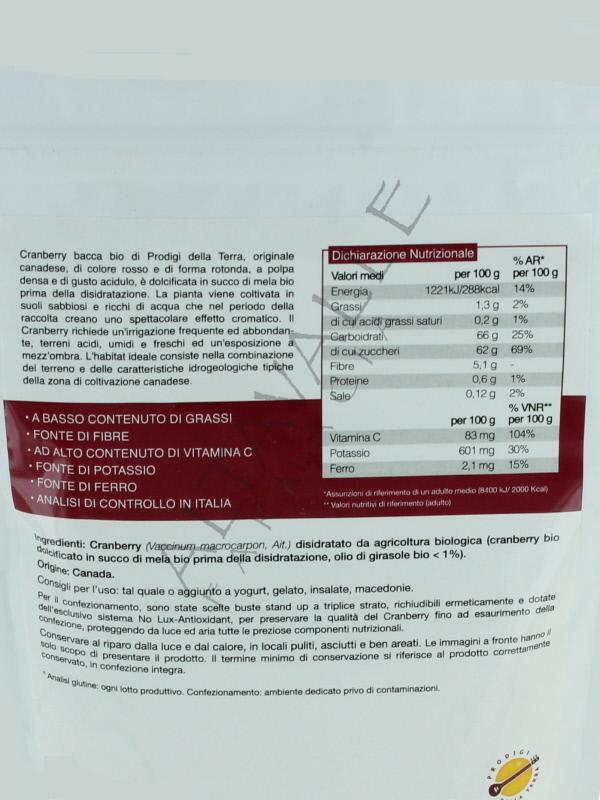 Cranberry bacca bio di Prodigi della Terra, originale
canadese, di colore rosso e di forma rotonda, a polpa
densa e di gusto acidulo, è dolcificata in succo di mela bio
prima della disidratazione. La pianta viene coltivata in
suoli sabbiosi e ricchi di acqua che nel periodo della
raccolta creano uno spettacolare effetto cromatico. Il
Cranberry richiede un'irrigazione frequente ed abbondan-
te, terreni acidi, umidi e freschi ed un'esposizione a
mezz'ombra. L'habitat ideale consiste nella combinazione
del terreno e delle caratteristiche idrogeologiche tipiche
della zona di coltivazione canadese.
• A BASSO CONTENUTO DI GRASSI
• FONTE DI FIBRE
• AD ALTO CONTENUTO DI VITAMINA C
• FONTE DI POTASSIO
• FONTE DI FERRO
• ANALISI DI CONTROLLO IN ITALIA
Dichiarazione Nutrizionale
% AR*
Valori medi per 100 g per 100 g
Energia 1221kJ/288kcal 14%
Grassi 1,3 g 2%
di cui acidi grassi saturi 0,2 g 1%
Carboidrati 66 g 25%
di cui zuccheri 62 g 69%
Fibre 5,1 g -
Proteine 0,6 g 1%
Sale 0,12 g 2%
% VNR**
per 100 g per 100 g
Vitamina C 83 mg 104%
Potassio 601 mg 30%
Ferro 2,1 mg 15%
*Assunzioni di riferimento di un adulto medio (8400 kJ/ 2000 Kcal)
** Valori nutritivi di riferimento (adulto)
Ingredienti: Cranberry (Vaccinum macrocarpon, Ait.) disidratato da agricoltura biologica (cranberry bio
dolcificato in succo di mela bio prima della disidratazione, olio di girasole bio < 1%).
Origine: Canada.
Consigli per l'uso: tal quale o aggiunto a yogurt, gelato, insalate, macedonie.
Per il confezionamento, sono state scelte buste stand up a triplice strato, richiudibili ermeticamente e dotate
dell'esclusivo sistema No Lux-Antioxidant, per preservare la qualità del Cranberry fino ad esaurimento della
confezione, proteggendo da luce ed aria tutte le preziose componenti nutrizionali.
Conservare al riparo dalla luce e dal calore, in locali puliti, asciutti e ben areati. Le immagini a fronte hanno il
solo scopo di presentare il prodotto. Il termine minimo di conservazione si riferisce al prodotto correttamente
conservato, in confezione integra.
* Analisi glutine: ogni lotto produttivo. Confezionamento: ambiente dedicato privo di contaminazioni.
PRODIGI